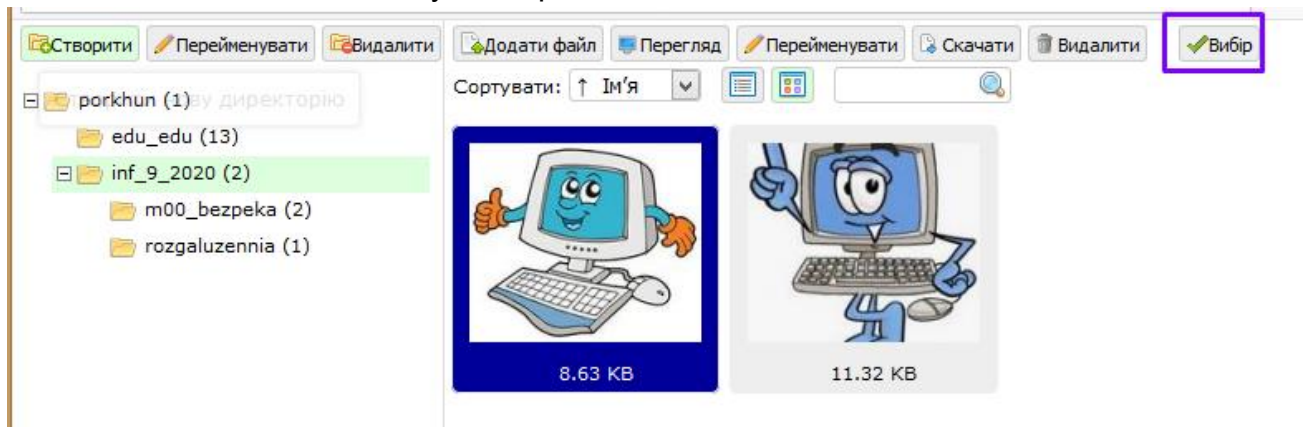 Створити Перейменувати Видалити Додати файл Перегляд Перейменувати Скачати Видалити Вибір
Сортувати: ↑ Ім'я
porkhun (1)
директорію
edu_edu (13)
inf_9_2020 (2)
m00_bezpeka (2)
rozgaluzennia (1)
8.63 KB 11.32 KB